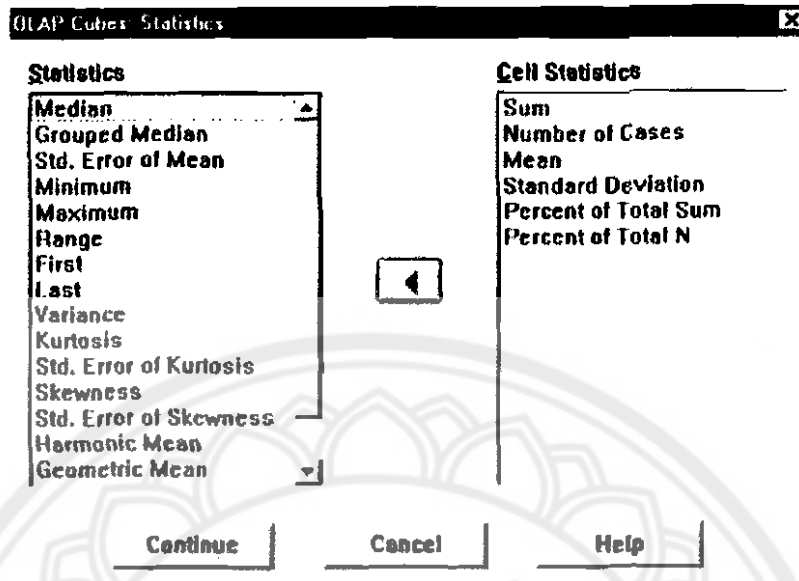 OLAP Cubes: Statistics
Statistics
Median
Grouped Median
Std. Error of Mean
Minimum
Maximum
Range
First
Last
Variance
Kurtosis
Std. Error of Kurtosis
Skewness
Std. Error of Skewness
Harmonic Mean
Geometric Mean
Cell Statistics
Sum
Number of Cases
Mean
Standard Deviation
Percent of Total Sum
Percent of Total N
Continue
Cancel
Help